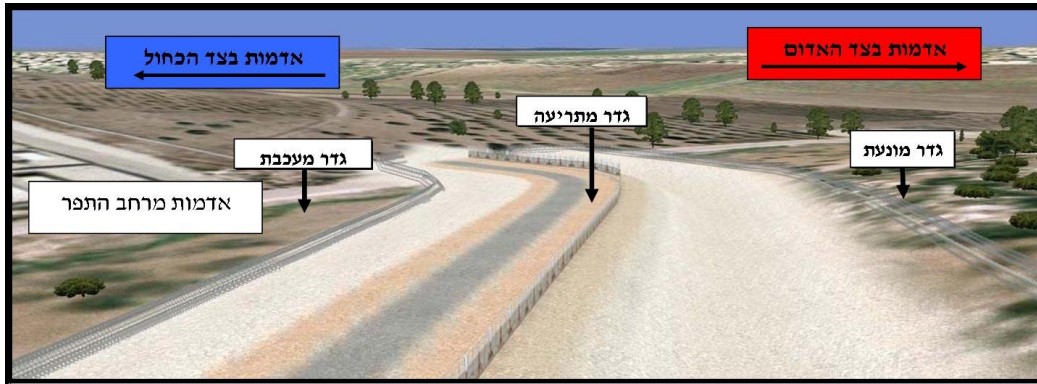 אדמות בצד האדום
אדמות בצד הכחול
גדר מתריעה
גדר מונעת
גדר מעכבת
אדמות מרחב התפר